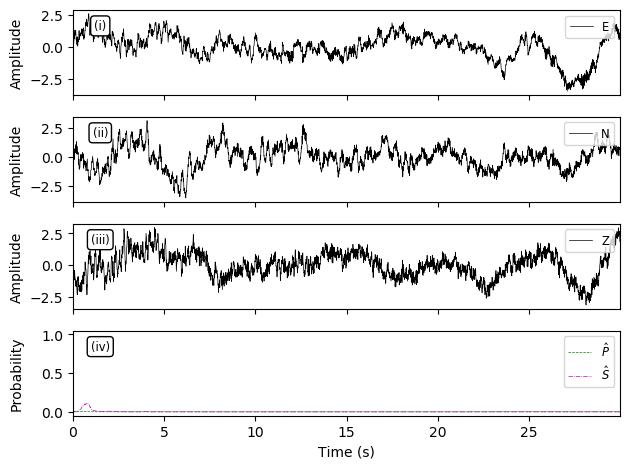 2.5
0.0
−2.5
Amplitude
(i)
E
2.5
0.0
−2.5
Amplitude
(ii)
N
2.5
0.0
−2.5
Amplitude
(iii)
Z
1.0
0.5
0.0
Probability
(iv)
P̂
Ŝ
0 5 10 15 20 25
Time (s)